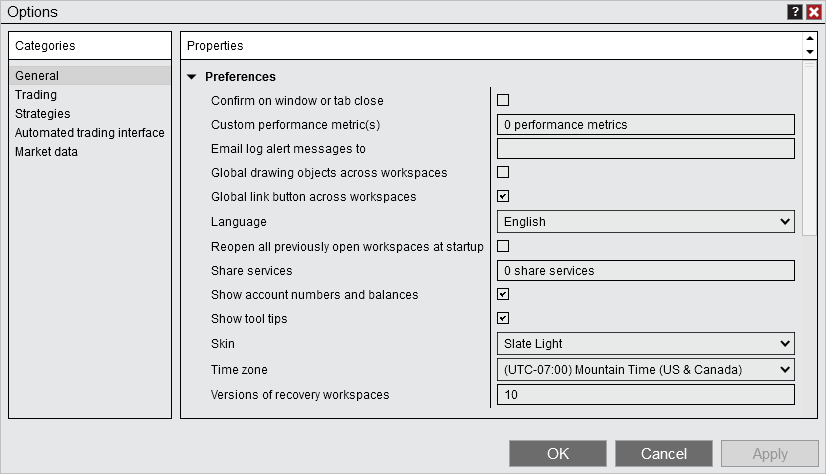 Options
Categories
General
Trading
Strategies
Automated trading interface
Market data
Properties
Preferences
Confirm on window or tab close
Custom performance metric(s) 0 performance metrics
Email log alert messages to
Global drawing objects across workspaces
Global link button across workspaces
Language English
Reopen all previously open workspaces at startup
Share services 0 share services
Show account numbers and balances
Show tool tips
Skin Slate Light
Time zone (UTC-07:00) Mountain Time (US & Canada)
Versions of recovery workspaces 10
OK Cancel Apply